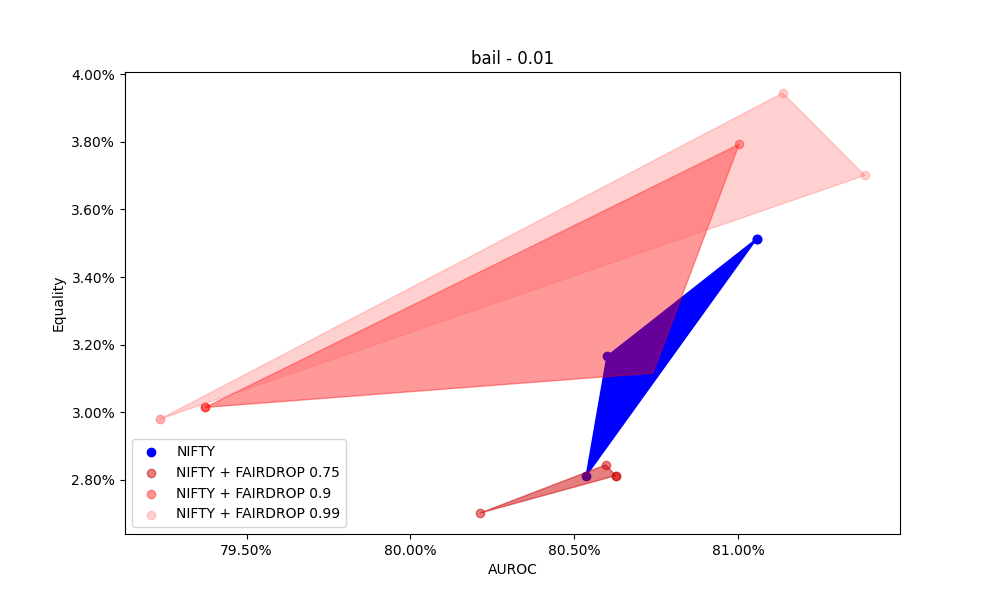 bail - 0.01
4.00%
3.80%
3.60%
3.40%
3.20%
3.00%
2.80%
Equality
NIFTY
NIFTY + FAIRDROP 0.75
NIFTY + FAIRDROP 0.9
NIFTY + FAIRDROP 0.99
79.50%
80.00%
80.50%
81.00%
AUROC